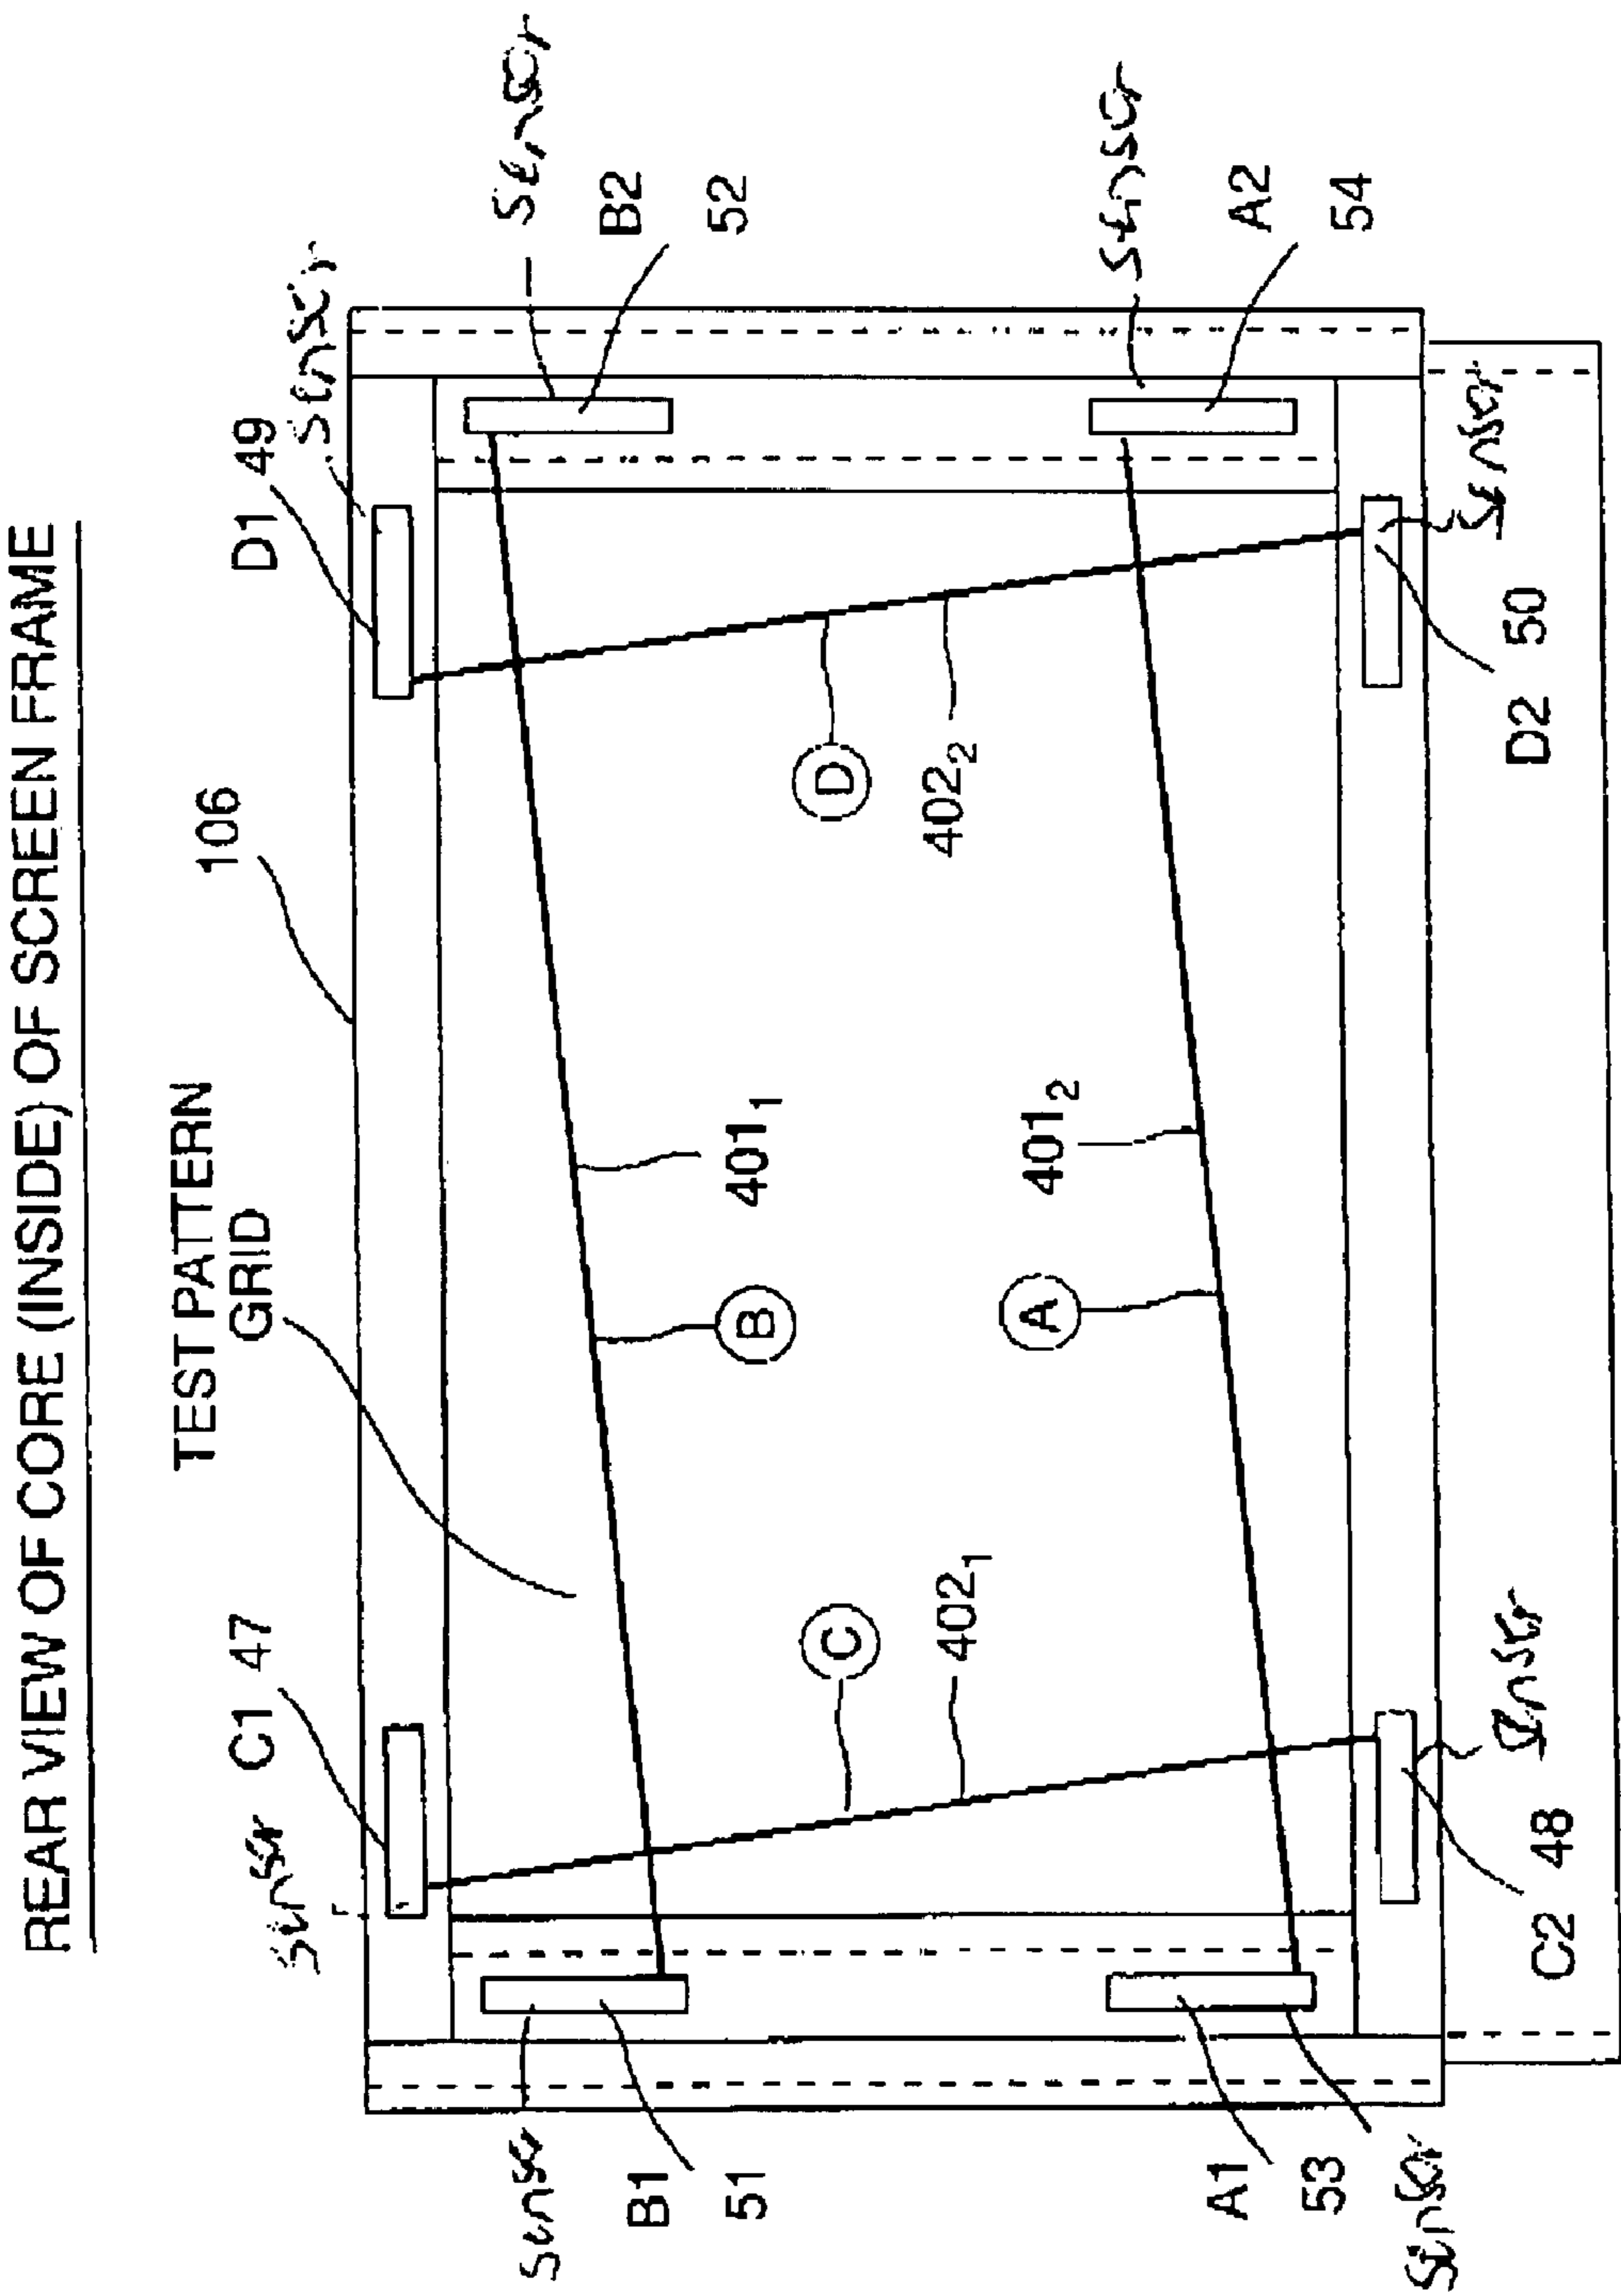 REAR VIEW OF CORE (INSIDE) OF SCREEN FRAME
TEST PATTERN
GRID
106
C1 47
Sensor
D1 49
Sensor
Sensor
B1
51
Sensor
B2
52
B
401₁
C
402₁
D
402₂
A
401₂
A1
53
Sensor
Sensor
A2
54
C2 48
Sensor
D2 50
Sensor